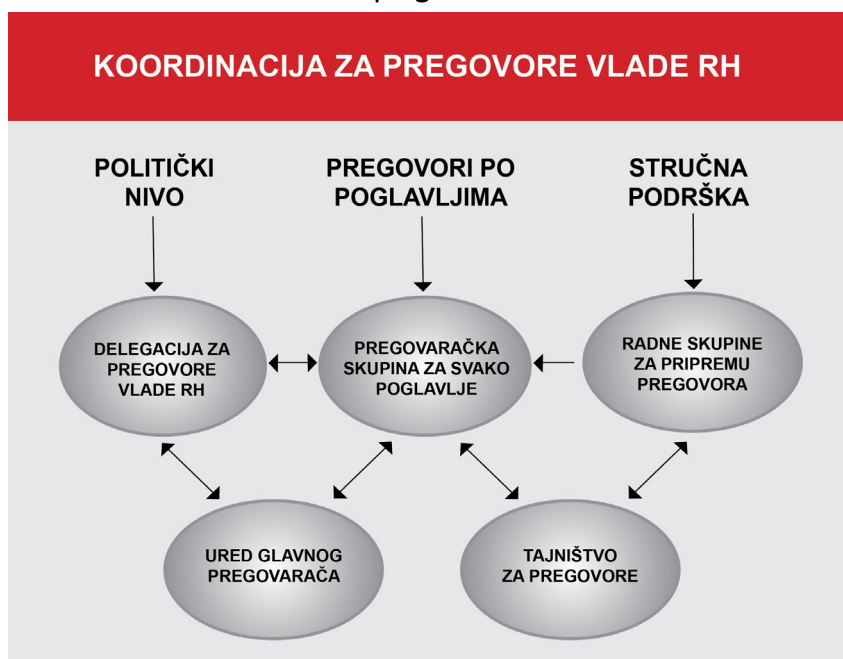 KOORDINACIJA ZA PREGOVORE VLADE RH
POLITIČKI
NIVO
PREGOVORI PO
POGLAVLJIMA
STRUČNA
PODRŠKA
DELEGACIJA ZA
PREGOVORE
VLADE RH
PREGOVARAČKA
SKUPINA ZA SVAKO
POGLAVLJE
RADNE SKUPINE
ZA PRIPREMU
PREGOVORA
URED GLAVNOG
PREGOVARAČA
TAJNIŠTVO
ZA PREGOVORE